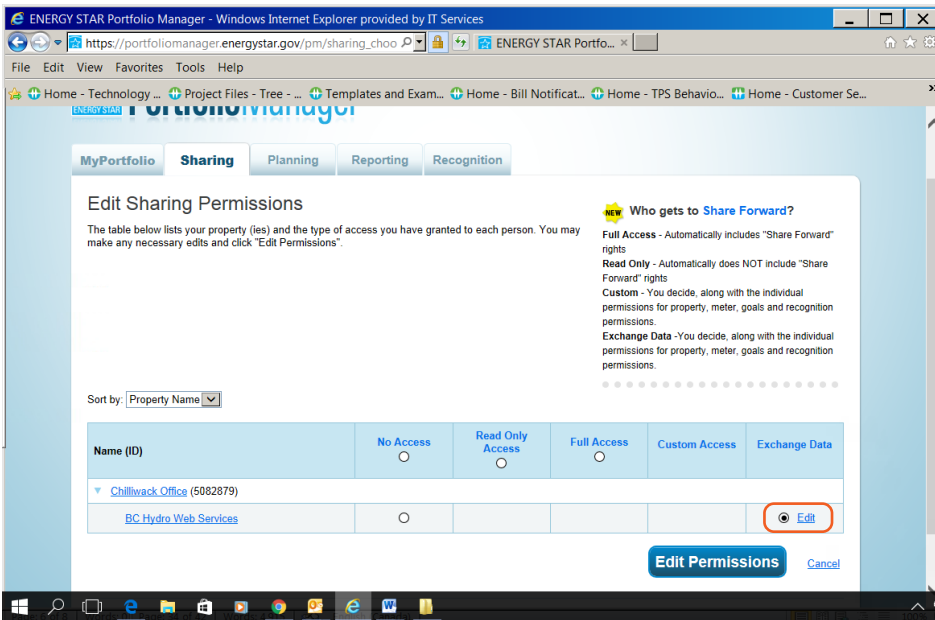 ENERGY STAR Portfolio Manager - Windows Internet Explorer provided by IT Services
https://portfoliomanager.energystar.gov/pm/sharing_choo
ENERGY STAR Portfo... ×
File Edit View Favorites Tools Help
Home - Technology ... Project Files - Tree - ... Templates and Exam... Home - Bill Notificat... Home - TPS Behavio... Home - Customer Se... »
ENERGY STAR PortfolioManager
MyPortfolio Sharing Planning Reporting Recognition
Edit Sharing Permissions
The table below lists your property (ies) and the type of access you have granted to each person. You may
make any necessary edits and click "Edit Permissions".
NEW Who gets to Share Forward?
Full Access - Automatically includes "Share Forward"
rights
Read Only - Automatically does NOT include "Share
Forward" rights
Custom - You decide, along with the individual
permissions for property, meter, goals and recognition
permissions.
Exchange Data -You decide, along with the individual
permissions for property, meter, goals and recognition
permissions.
Sort by: Property Name
Name (ID) No Access Read Only Access Full Access Custom Access Exchange Data
Chilliwack Office (5082879)
BC Hydro Web Services Edit
Edit Permissions Cancel